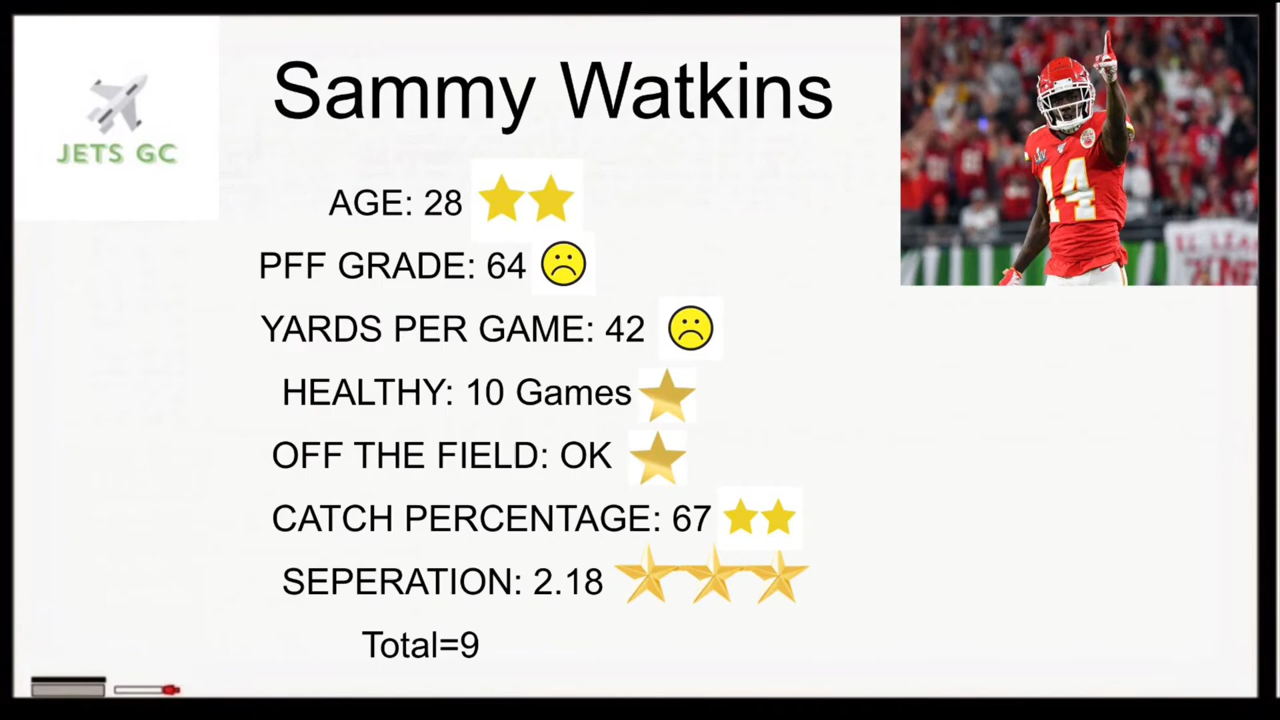 Sammy Watkins
JETS GC
AGE: 28
PFF GRADE: 64
YARDS PER GAME: 42
HEALTHY: 10 Games
OFF THE FIELD: OK
CATCH PERCENTAGE: 67
SEPERATION: 2.18
Total=9
14